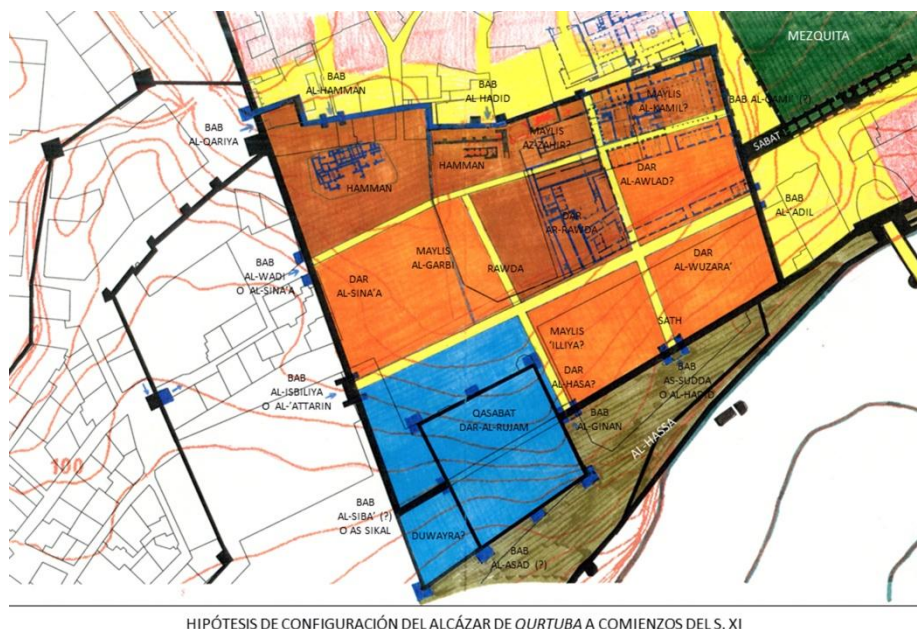 MEZQUITA
BAB
AL-HAMMAN
BAB
AL HADID
MAYLIS
AL-KAMIL?
BAB
AL-QARIYA
MAYLIS
AZ-ZAHIR?
SABAT
HAMMAN
HAMMAN
DAR
AL-AWLAD?
BAB
AL-'ADIL
DAR
AR-RAWDA
MAYLIS
AL-GARBI
RAWDA
DAR
AL-WUZARA'
BAB
AL-WADI
O AL-SINA'A
DAR
AL-SINA'A
SATH
MAYLIS
'ILLIYA?
BAB
AL-ISBILIYA
O AL-'ATTARIN
DAR
AL-HASA?
BAB
AS-SUDDA
O AL-HADID
QASABAT
DAR-AL-RUJAM
BAB
AL-GINAN
AL-HASSA
100
BAB
AL-SIBA' (?)
O AS SIKAL
DUWAYRA?
BAB
AL-ASAD (?)
HIPÓTESIS DE CONFIGURACIÓN DEL ALCÁZAR DE QURTUBA A COMIENZOS DEL S. XI